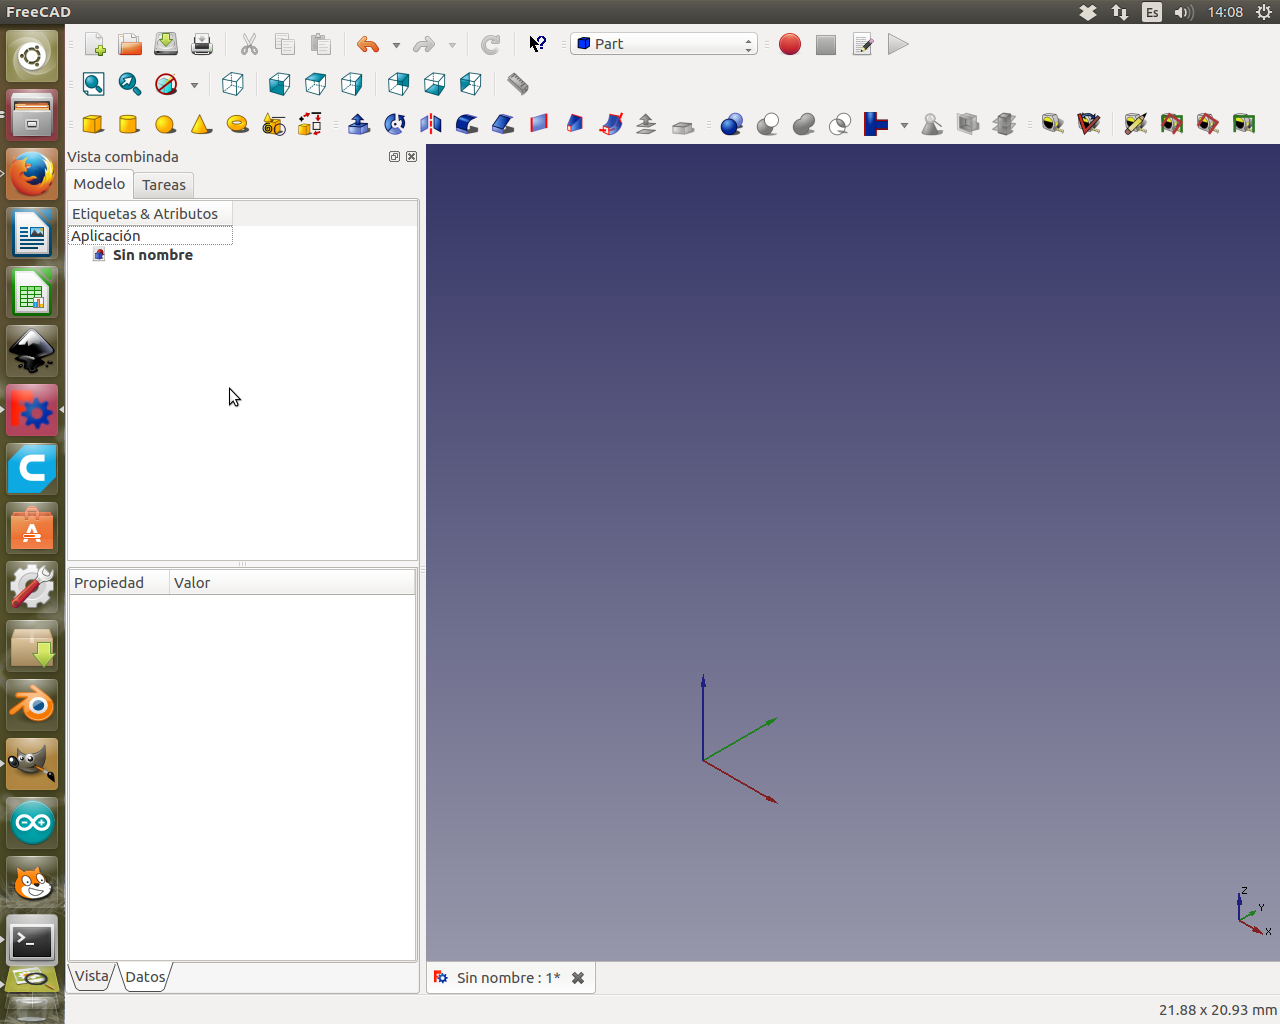 FreeCAD
Es
14:08
Part
Vista combinada
Modelo
Tareas
Etiquetas & Atributos
Aplicación
Sin nombre
Propiedad
Valor
Z
Y
X
Vista
Datos
Sin nombre : 1*
21.88 x 20.93 mm